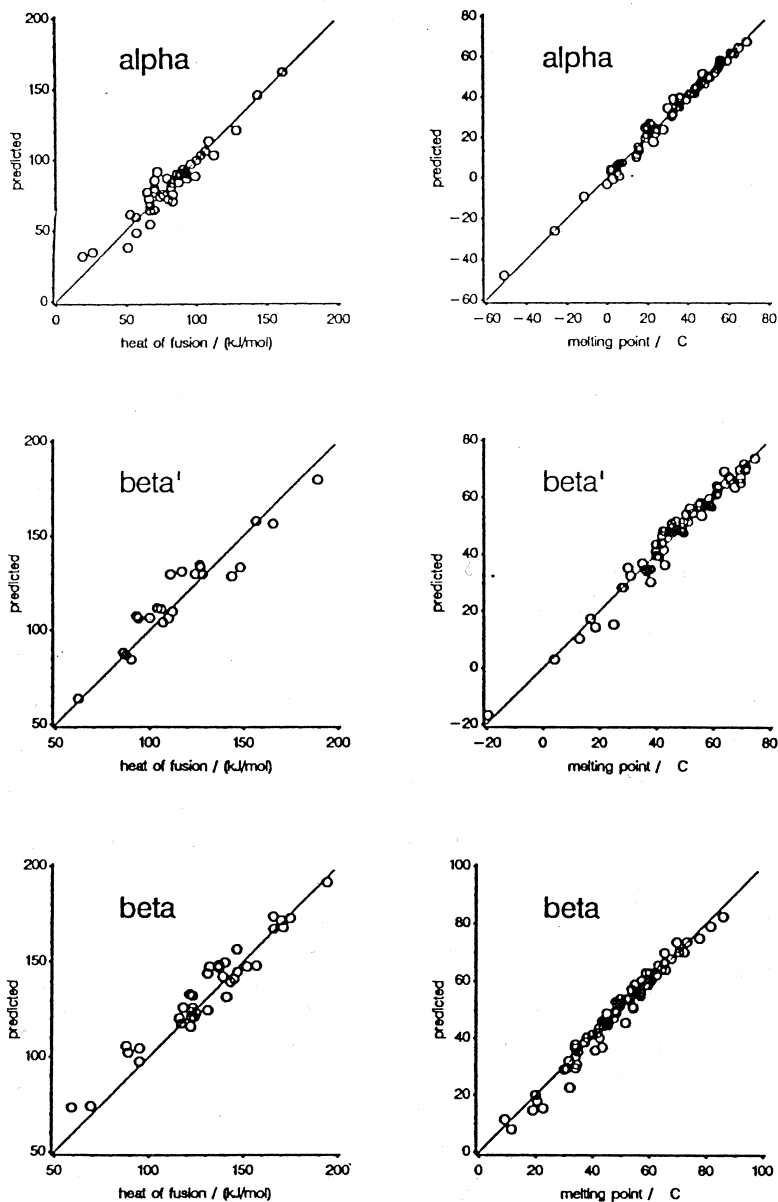 200
150
100
50
0
predicted
alpha
0 50 100 150 200
heat of fusion / (kJ/mol)
80
60
40
20
0
−20
−40
−60
predicted
alpha
−60 −40 −20 0 20 40 60 80
melting point / C
200
150
100
50
predicted
beta'
50 100 150 200
heat of fusion / (kJ/mol)
80
60
40
20
0
−20
predicted
beta'
−20 0 20 40 60 80
melting point / C
200
150
100
50
predicted
beta
50 100 150 200
heat of fusion / (kJ/mol)
100
80
60
40
20
0
predicted
beta
0 20 40 60 80 100
melting point / C